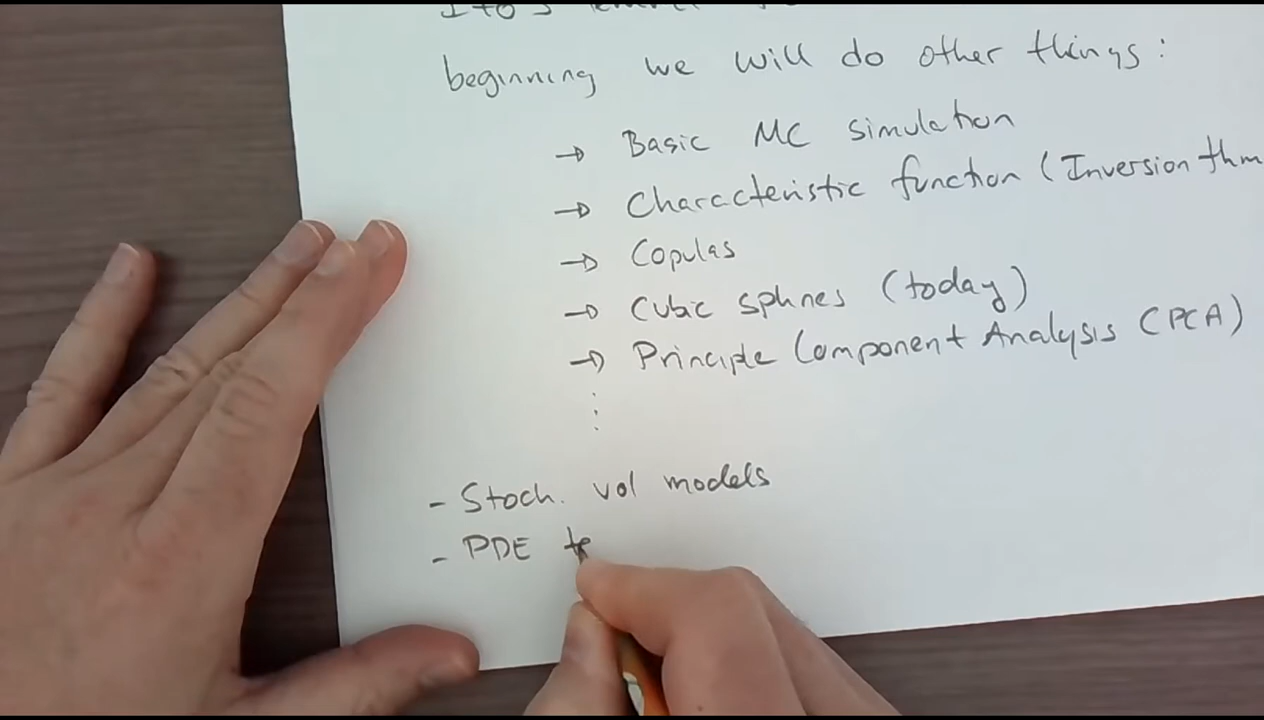 beginning we will do other things:
→ Basic MC simulation
→ Characteristic function (Inversion thm
→ Copulas
→ Cubic splines (today)
→ Principle Component Analysis (PCA)
⋮
- Stoch. vol models
- PDE te